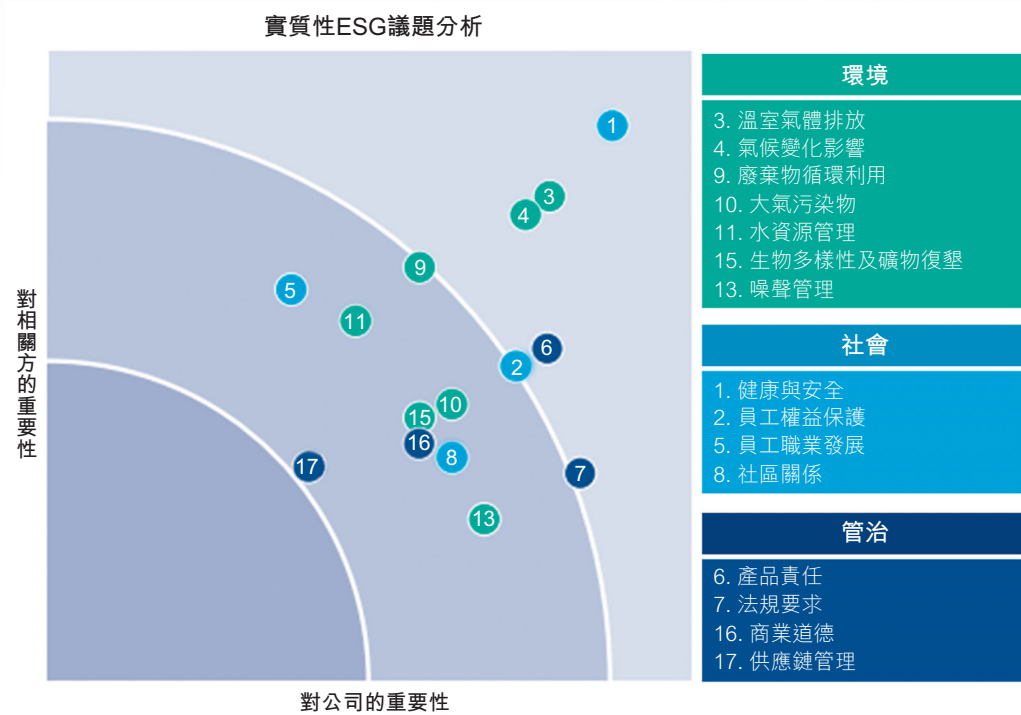 實質性ESG議題分析
對相關方的重要性
1
3
4
9
5
11
6
2
10
15
16
8
17
7
13
對公司的重要性
環境
3. 溫室氣體排放
4. 氣候變化影響
9. 廢棄物循環利用
10. 大氣污染物
11. 水資源管理
15. 生物多樣性及礦物復墾
13. 噪聲管理
社會
1. 健康與安全
2. 員工權益保護
5. 員工職業發展
8. 社區關係
管治
6. 產品責任
7. 法規要求
16. 商業道德
17. 供應鏈管理